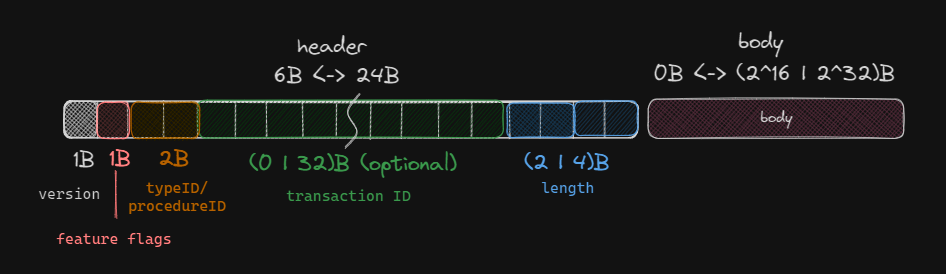 header
6B <-> 24B
body
0B <-> (2^16 | 2^32)B
body
1B
1B
2B
(0 | 32)B (optional)
(2 | 4)B
version
typeID/
procedureID
transaction ID
length
feature flags